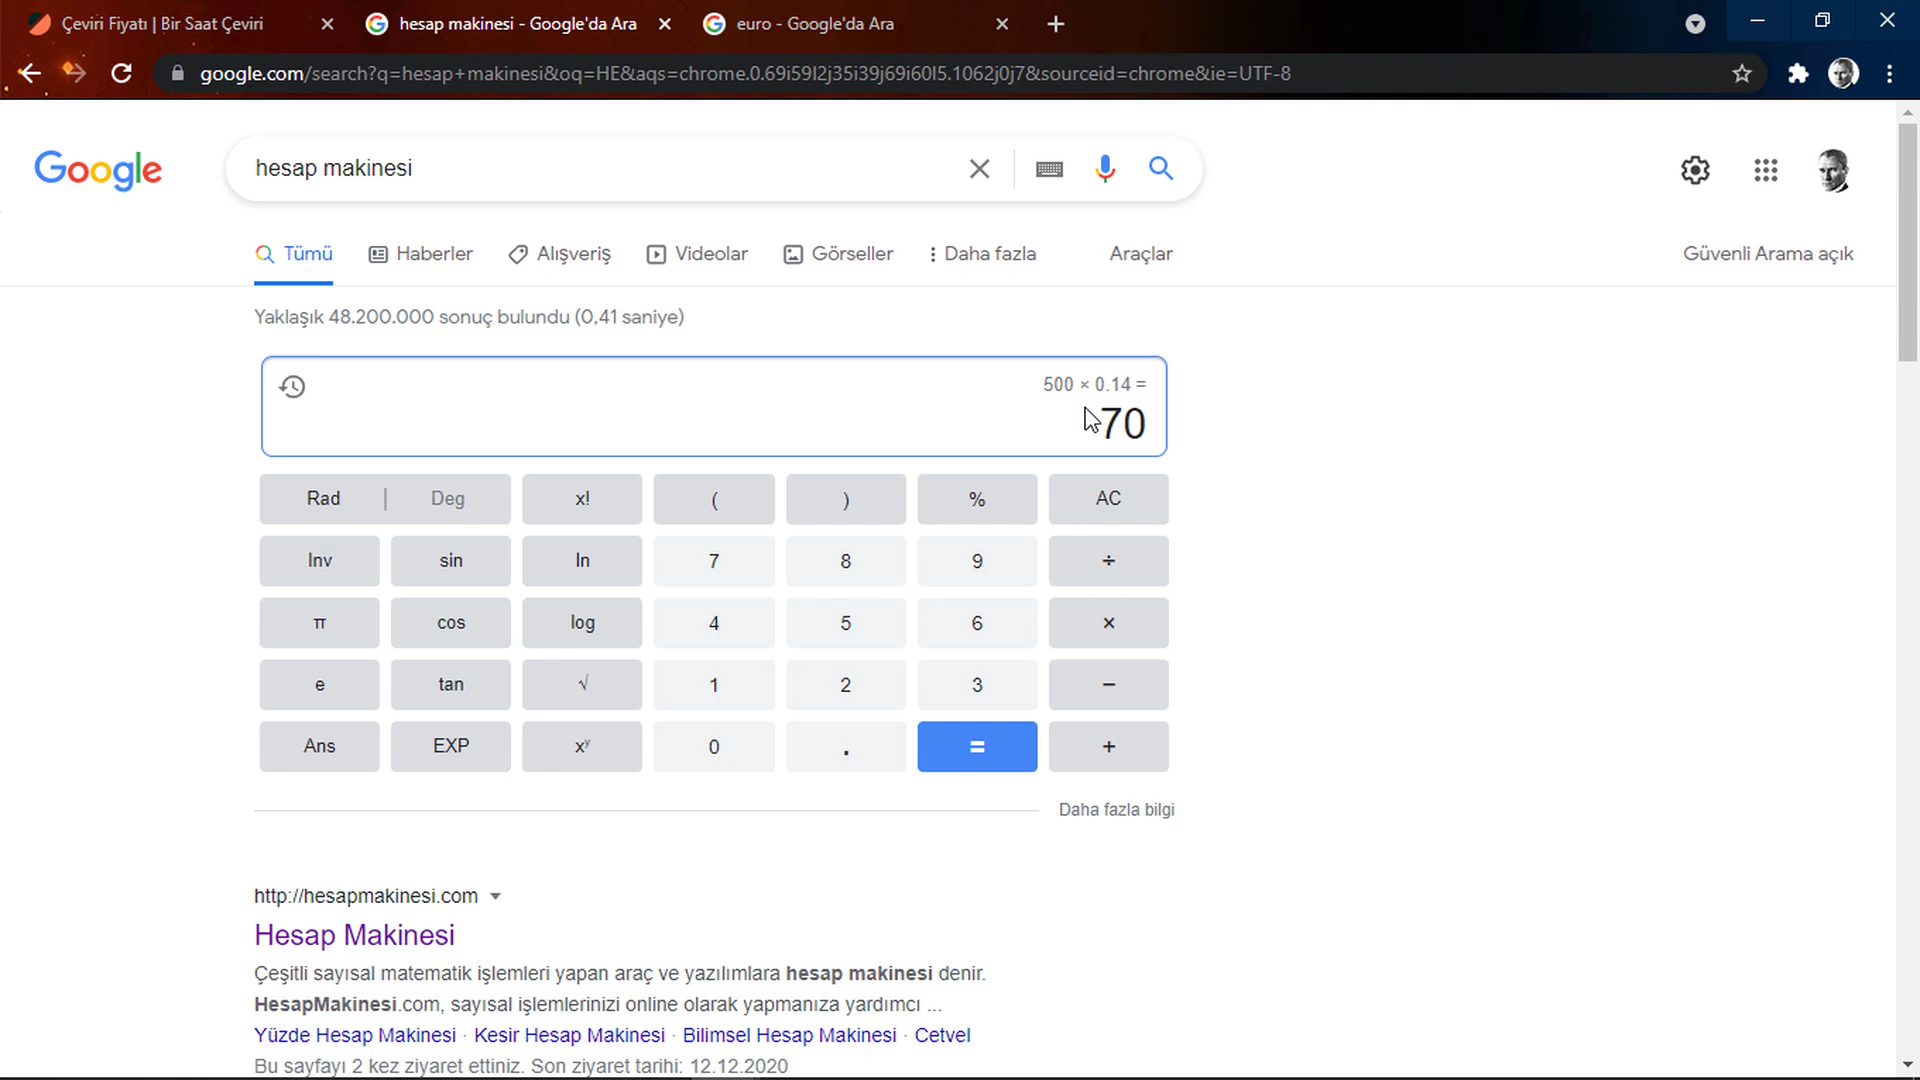 Çeviri Fiyatı | Bir Saat Çeviri
hesap makinesi - Google'da Ara
euro - Google'da Ara
google.com/search?q=hesap+makinesi&oq=HE&aqs=chrome.0.69i59l2j35i39j69i60l5.1062j0j7&sourceid=chrome&ie=UTF-8
Google
hesap makinesi
Tümü
Haberler
Alışveriş
Videolar
Görseller
Daha fazla
Araçlar
Güvenli Arama açık
Yaklaşık 48.200.000 sonuç bulundu (0,41 saniye)
500 × 0.14 =
70
Rad | Deg x! ( ) % AC
Inv sin ln 7 8 9 ÷
π cos log 4 5 6 ×
e tan √ 1 2 3 −
Ans EXP xʸ 0 . = +
Daha fazla bilgi
http://hesapmakinesi.com
Hesap Makinesi
Çeşitli sayısal matematik işlemleri yapan araç ve yazılımlara hesap makinesi denir.
HesapMakinesi.com, sayısal işlemlerinizi online olarak yapmanıza yardımcı ...
Yüzde Hesap Makinesi · Kesir Hesap Makinesi · Bilimsel Hesap Makinesi · Cetvel
Bu sayfayı 2 kez ziyaret ettiniz. Son ziyaret tarihi: 12.12.2020